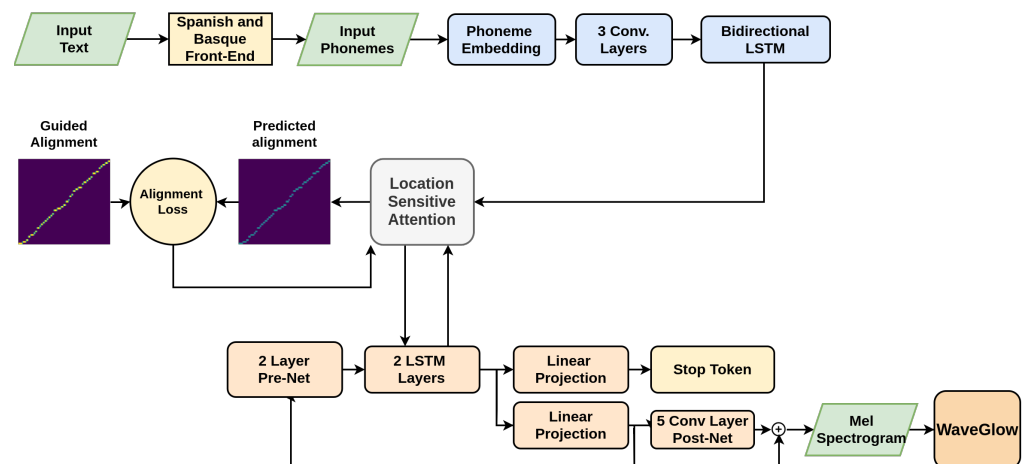 Input
Text
Spanish and
Basque
Front-End
Input
Phonemes
Phoneme
Embedding
3 Conv.
Layers
Bidirectional
LSTM
Guided
Alignment
Alignment
Loss
Predicted
alignment
Location
Sensitive
Attention
2 Layer
Pre-Net
2 LSTM
Layers
Linear
Projection
Stop Token
Linear
Projection
5 Conv Layer
Post-Net
+
Mel
Spectrogram
WaveGlow